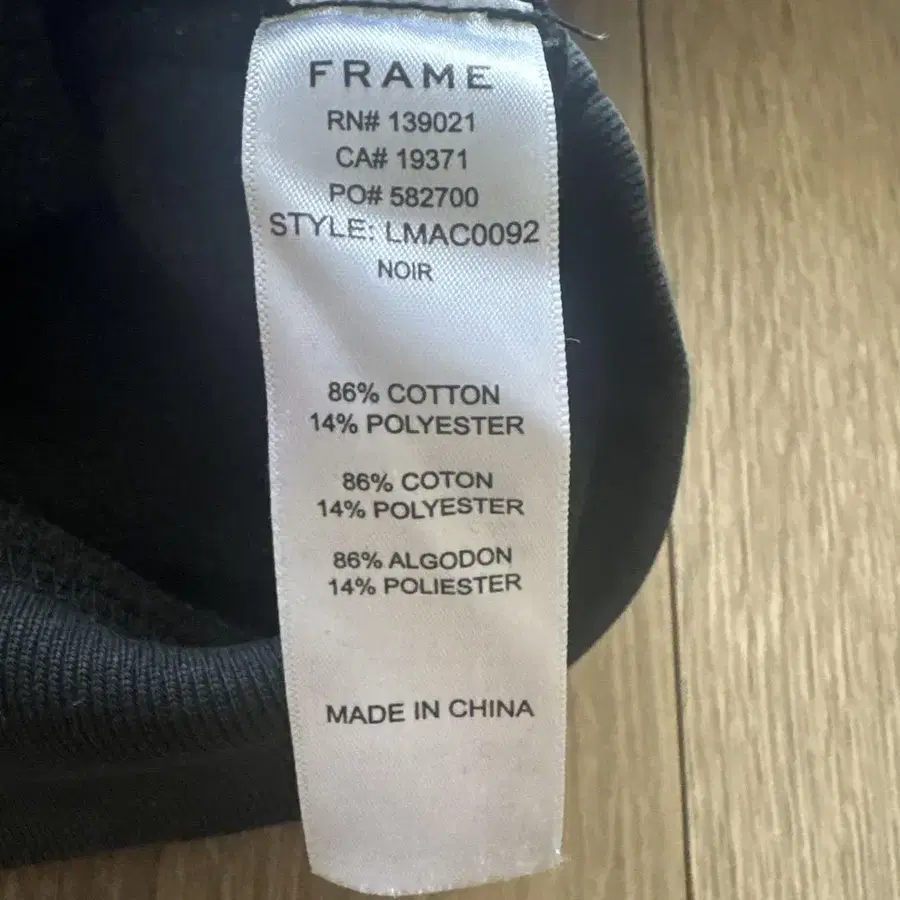 FRAME
RN# 139021
CA# 19371
PO# 582700
STYLE: LMAC0092
NOIR
86% COTTON
14% POLYESTER
86% COTON
14% POLYESTER
86% ALGODON
14% POLIESTER
MADE IN CHINA